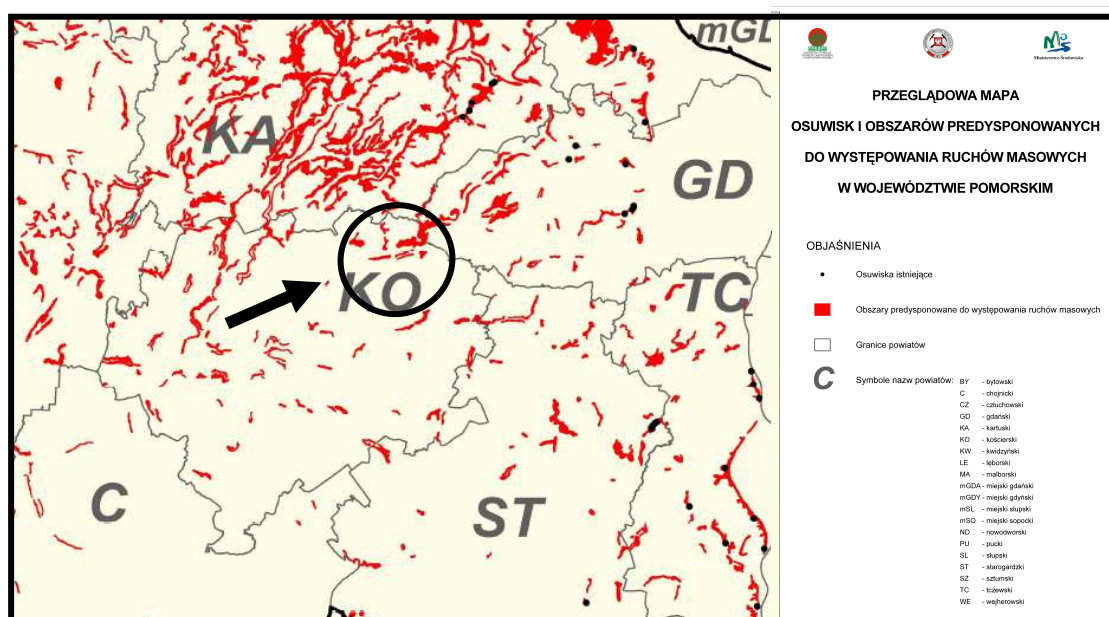 mGD
KA
GD
KO
TC
C
ST
Ministerstwo Środowiska
PRZEGLĄDOWA MAPA
OSUWISK I OBSZARÓW PREDYSPONOWANYCH
DO WYSTĘPOWANIA RUCHÓW MASOWYCH
W WOJEWÓDZTWIE POMORSKIM
OBJAŚNIENIA
Osuwiska istniejące
Obszary predysponowane do występowania ruchów masowych
Granice powiatów
C Symbole nazw powiatów:
BY - bytowski
C - chojnicki
CZ - człuchowski
GD - gdański
KA - kartuski
KO - kościerski
KW - kwidzyński
LE - lęborski
MA - malborski
mGDA - miejski gdański
mGDY - miejski gdyński
mSL - miejski słupski
mSO - miejski sopocki
ND - nowodworski
PU - pucki
SL - słupski
ST - starogardzki
SZ - sztumski
TC - tczewski
WE - wejherowski